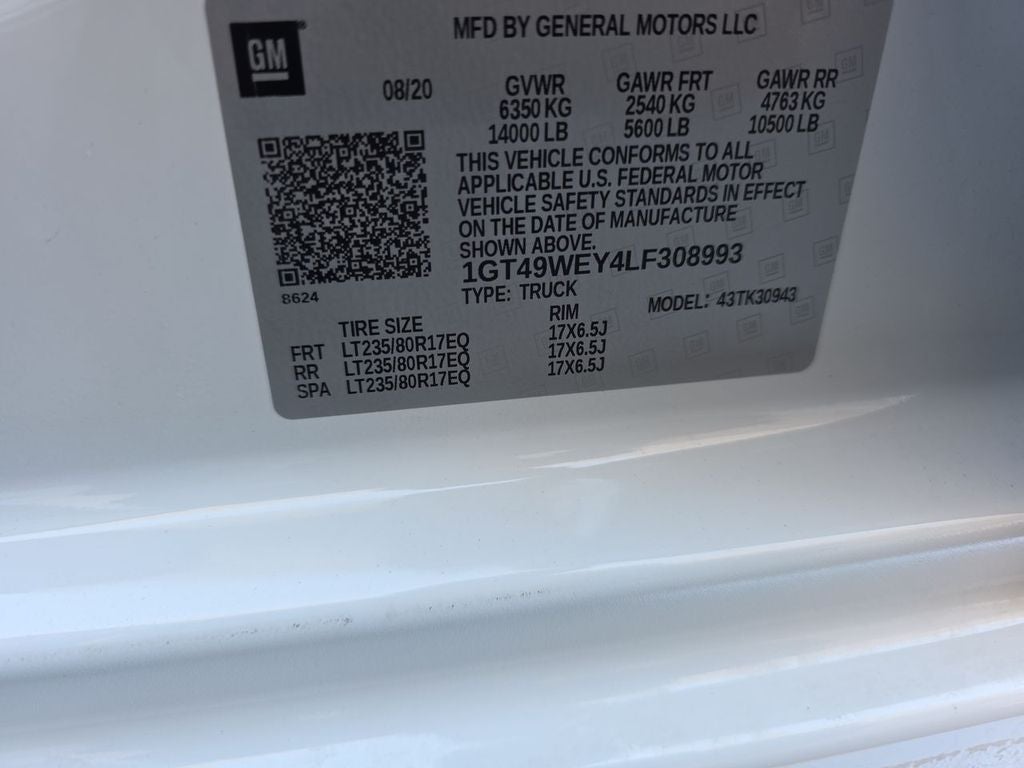 GM
MFD BY GENERAL MOTORS LLC
08/20
GVWR GAWR FRT GAWR RR
6350 KG 2540 KG 4763 KG
14000 LB 5600 LB 10500 LB
THIS VEHICLE CONFORMS TO ALL
APPLICABLE U.S. FEDERAL MOTOR
VEHICLE SAFETY STANDARDS IN EFFECT
ON THE DATE OF MANUFACTURE
SHOWN ABOVE.
1GT49WEY4LF308993
8624
TYPE: TRUCK MODEL: 43TK30943
TIRE SIZE RIM
FRT LT235/80R17EQ 17X6.5J
RR LT235/80R17EQ 17X6.5J
SPA LT235/80R17EQ 17X6.5J